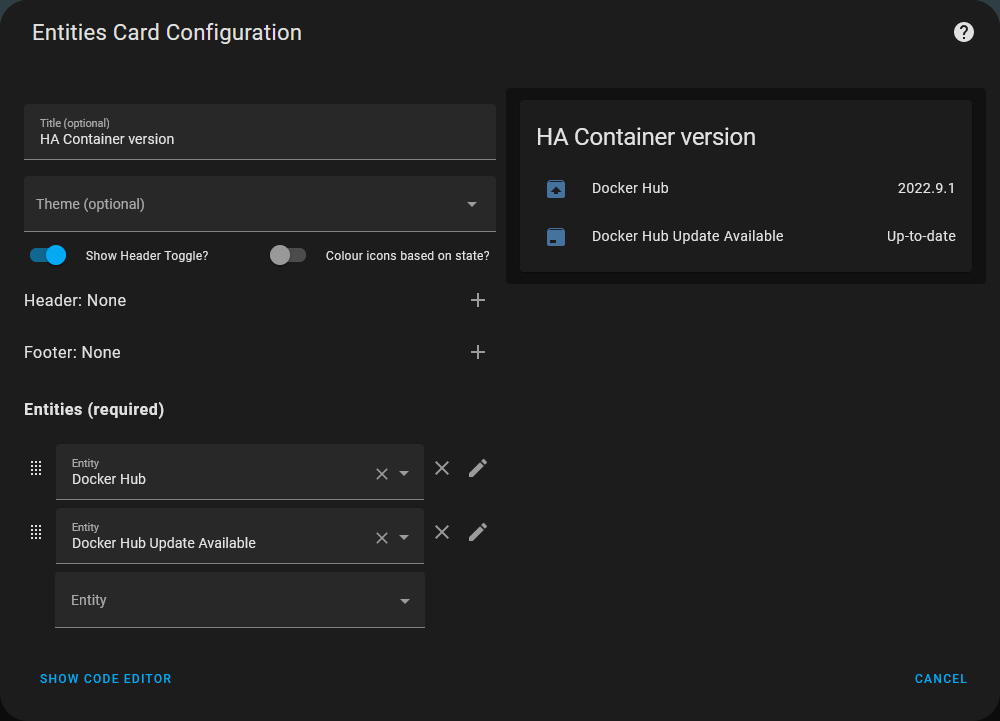 Entities Card Configuration
Title (optional)
HA Container version
Theme (optional)
Show Header Toggle?
Colour icons based on state?
Header: None
Footer: None
Entities (required)
Entity
Docker Hub
Entity
Docker Hub Update Available
Entity
HA Container version
Docker Hub 2022.9.1
Docker Hub Update Available Up-to-date
SHOW CODE EDITOR
CANCEL